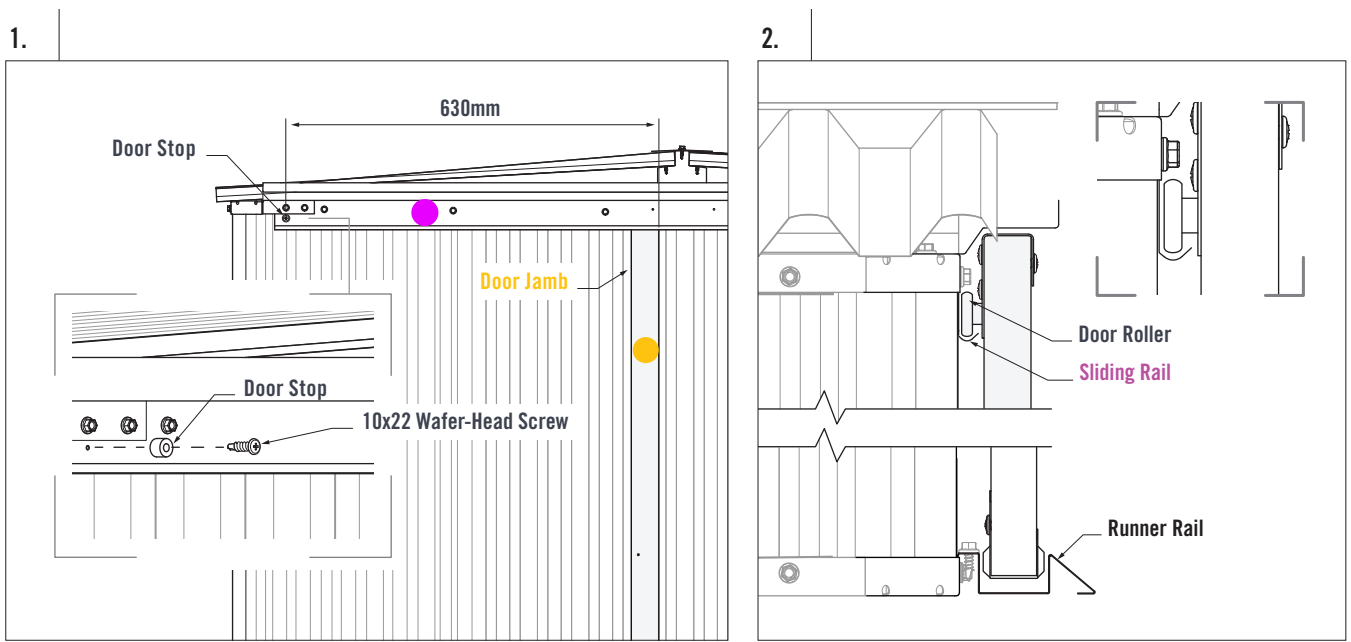 1.
630mm
Door Stop
Door Jamb
Door Stop
10x22 Wafer-Head Screw
2.
Door Roller
Sliding Rail
Runner Rail